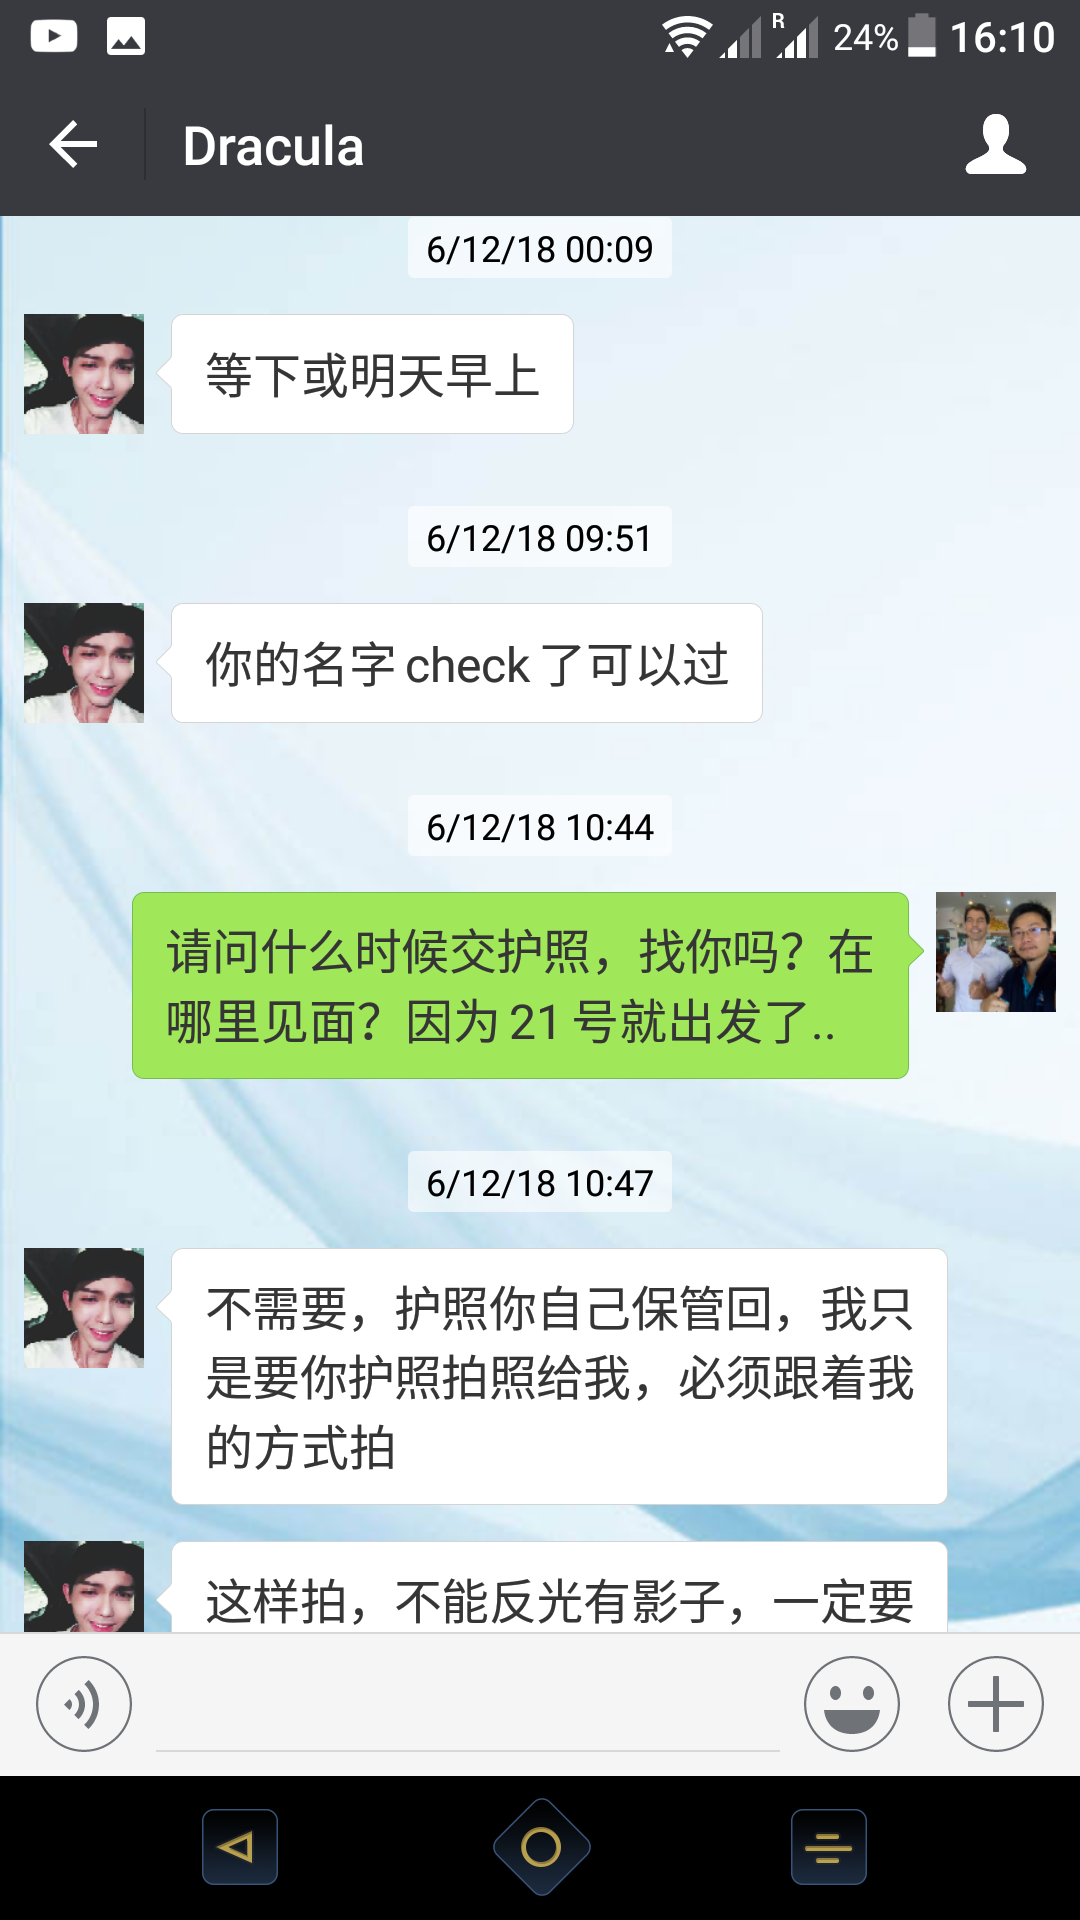 R 24% 16:10
Dracula
6/12/18 00:09
等下或明天早上
6/12/18 09:51
你的名字 check 了可以过
6/12/18 10:44
请问什么时候交护照，找你吗？在
哪里见面？因为 21 号就出发了..
6/12/18 10:47
不需要，护照你自己保管回，我只
是要你护照拍照给我，必须跟着我
的方式拍
这样拍，不能反光有影子，一定要